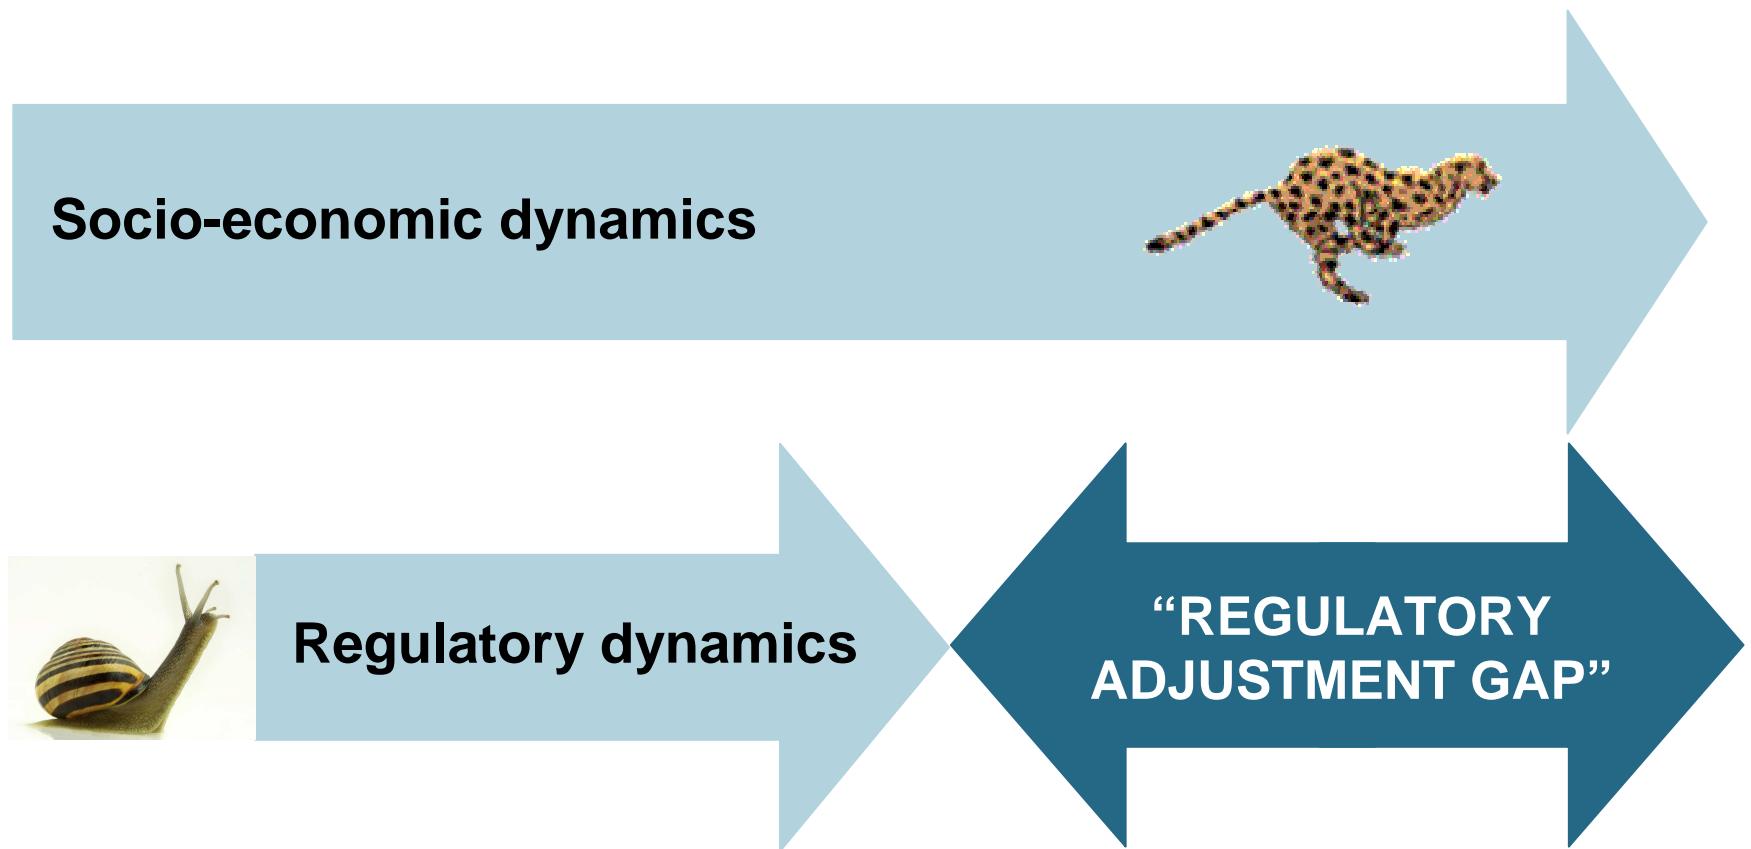 Socio-economic dynamics
Regulatory dynamics
“REGULATORY
ADJUSTMENT GAP”